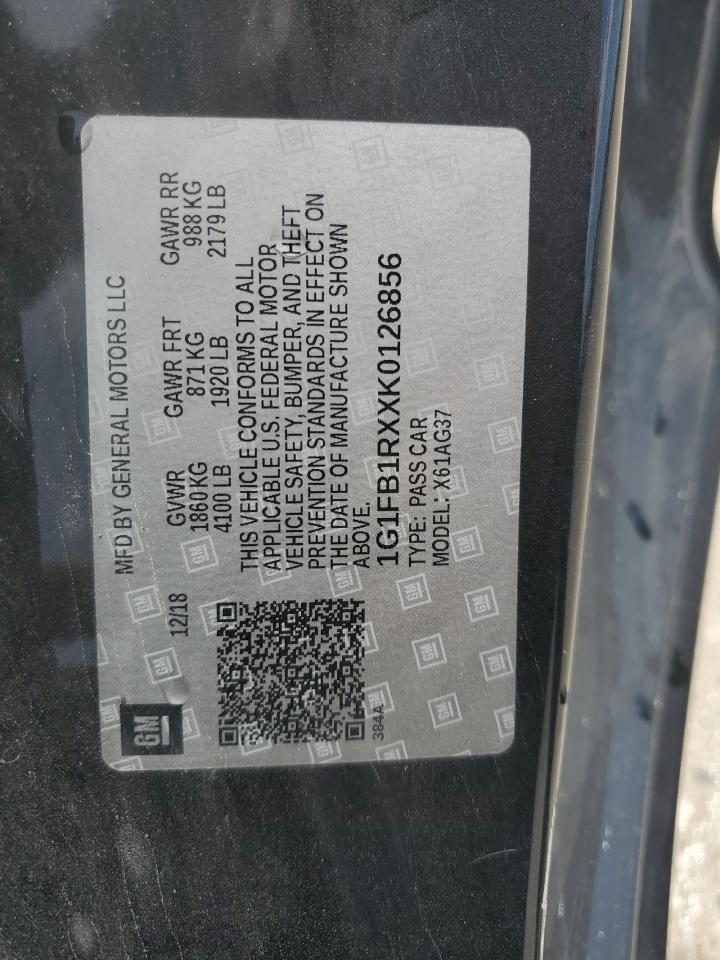 MFD BY GENERAL MOTORS LLC
12/18 GVWR GAWR FRT GAWR RR
1860 KG 871 KG 988 KG
4100 LB 1920 LB 2179 LB
THIS VEHICLE CONFORMS TO ALL
APPLICABLE U.S. FEDERAL MOTOR
VEHICLE SAFETY, BUMPER, AND THEFT
PREVENTION STANDARDS IN EFFECT ON
THE DATE OF MANUFACTURE SHOWN
ABOVE.
1G1FB1RXXK0126856
TYPE: PASS CAR
MODEL: X61AG37
GM
384A